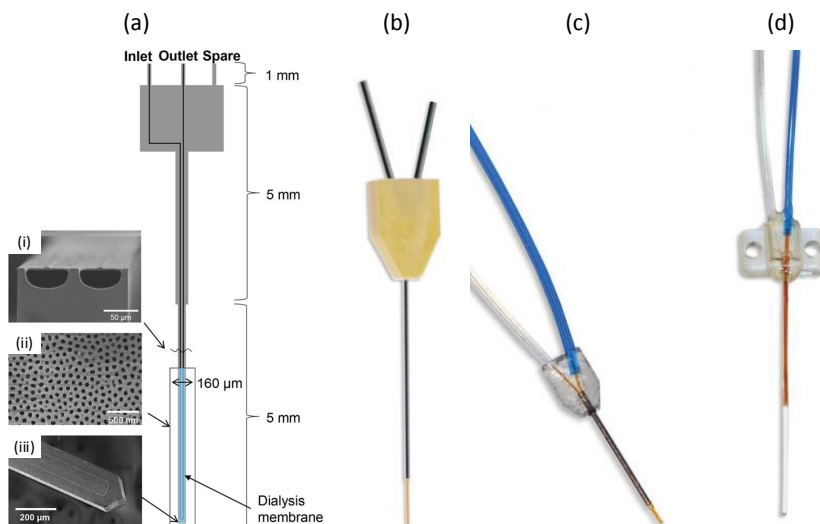 (a)
(b)
(c)
(d)
Inlet Outlet Spare
1 mm
5 mm
(i)
50 µm
(ii)
500 nm
160 µm
5 mm
(iii)
200 µm
Dialysis
membrane